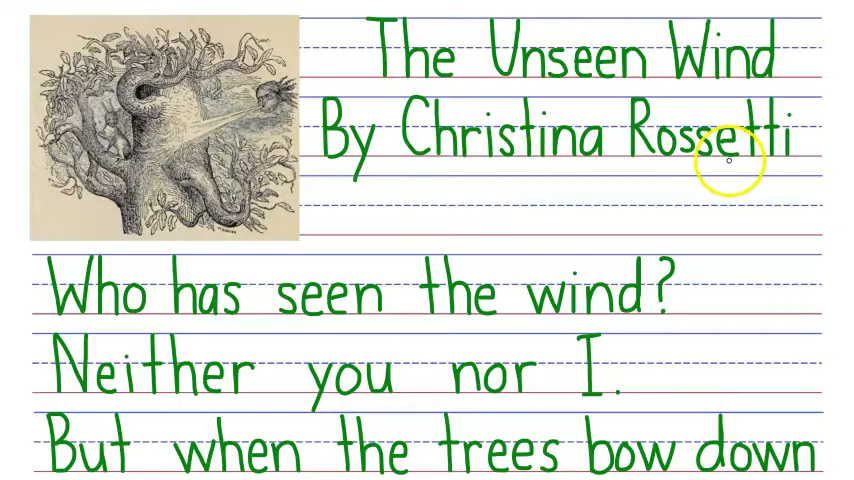 The Unseen Wind
By Christina Rossetti
Who has seen the wind?
Neither you nor I.
But when the trees bow down